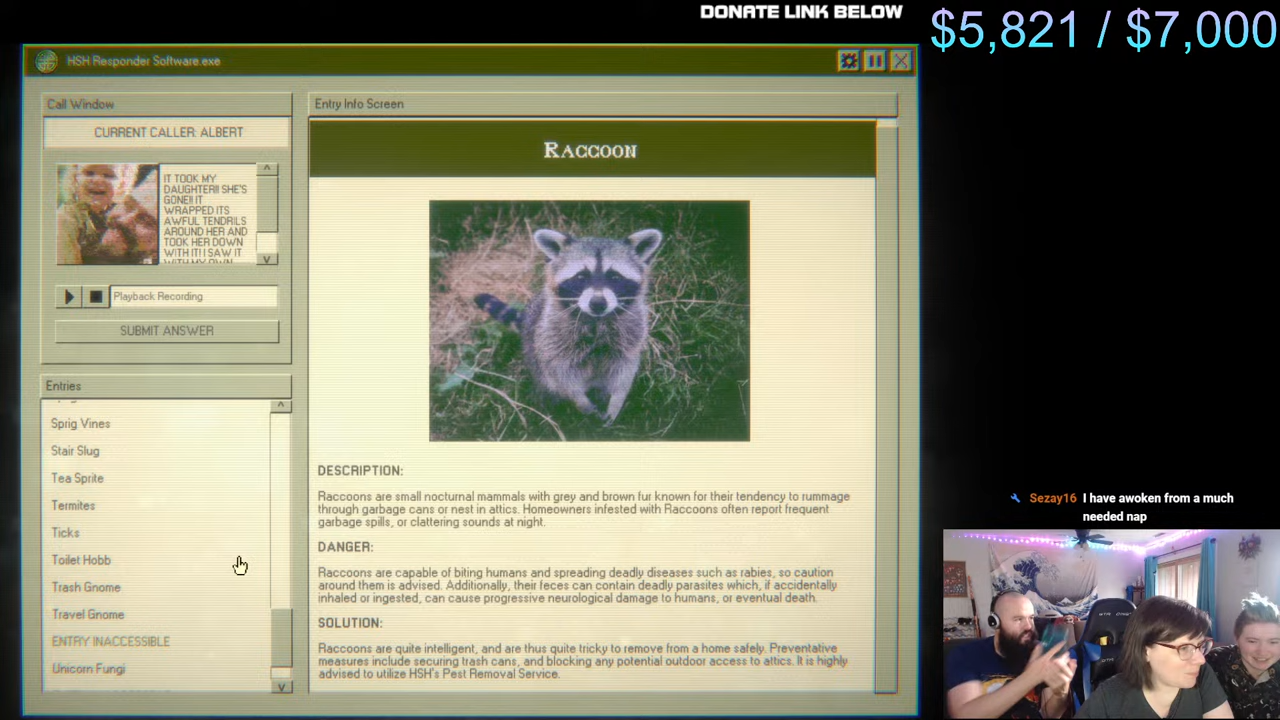 DONATE LINK BELOW
$5,821 / $7,000
HSH Responder Software.exe
Call Window
CURRENT CALLER: ALBERT
IT TOOK MY
DAUGHTER!! SHE'S
GONE!! IT
WRAPPED ITS
AWFUL TENDRILS
AROUND HER AND
TOOK HER DOWN
WITH IT! I SAW IT
WITH MY OWN
Playback Recording
SUBMIT ANSWER
Entries
Sprig Vines
Stair Slug
Tea Sprite
Termites
Ticks
Toilet Hobb
Trash Gnome
Travel Gnome
ENTRY INACCESSIBLE
Unicorn Fungi
Entry Info Screen
Raccoon
DESCRIPTION:
Raccoons are small nocturnal mammals with grey and brown fur known for their tendency to rummage
through garbage cans or nest in attics. Homeowners infested with Raccoons often report frequent
garbage spills, or clattering sounds at night.
DANGER:
Raccoons are capable of biting humans and spreading deadly diseases such as rabies, so caution
around them is advised. Additionally, their feces can contain deadly parasites which, if accidentally
inhaled or ingested, can cause progressive neurological damage to humans, or eventual death.
SOLUTION:
Raccoons are quite intelligent, and are thus quite tricky to remove from a home safely. Preventative
measures include securing trash cans, and blocking any potential outdoor access to attics. It is highly
advised to utilize HSH's Pest Removal Service.
Sezay16 I have awoken from a much
needed nap